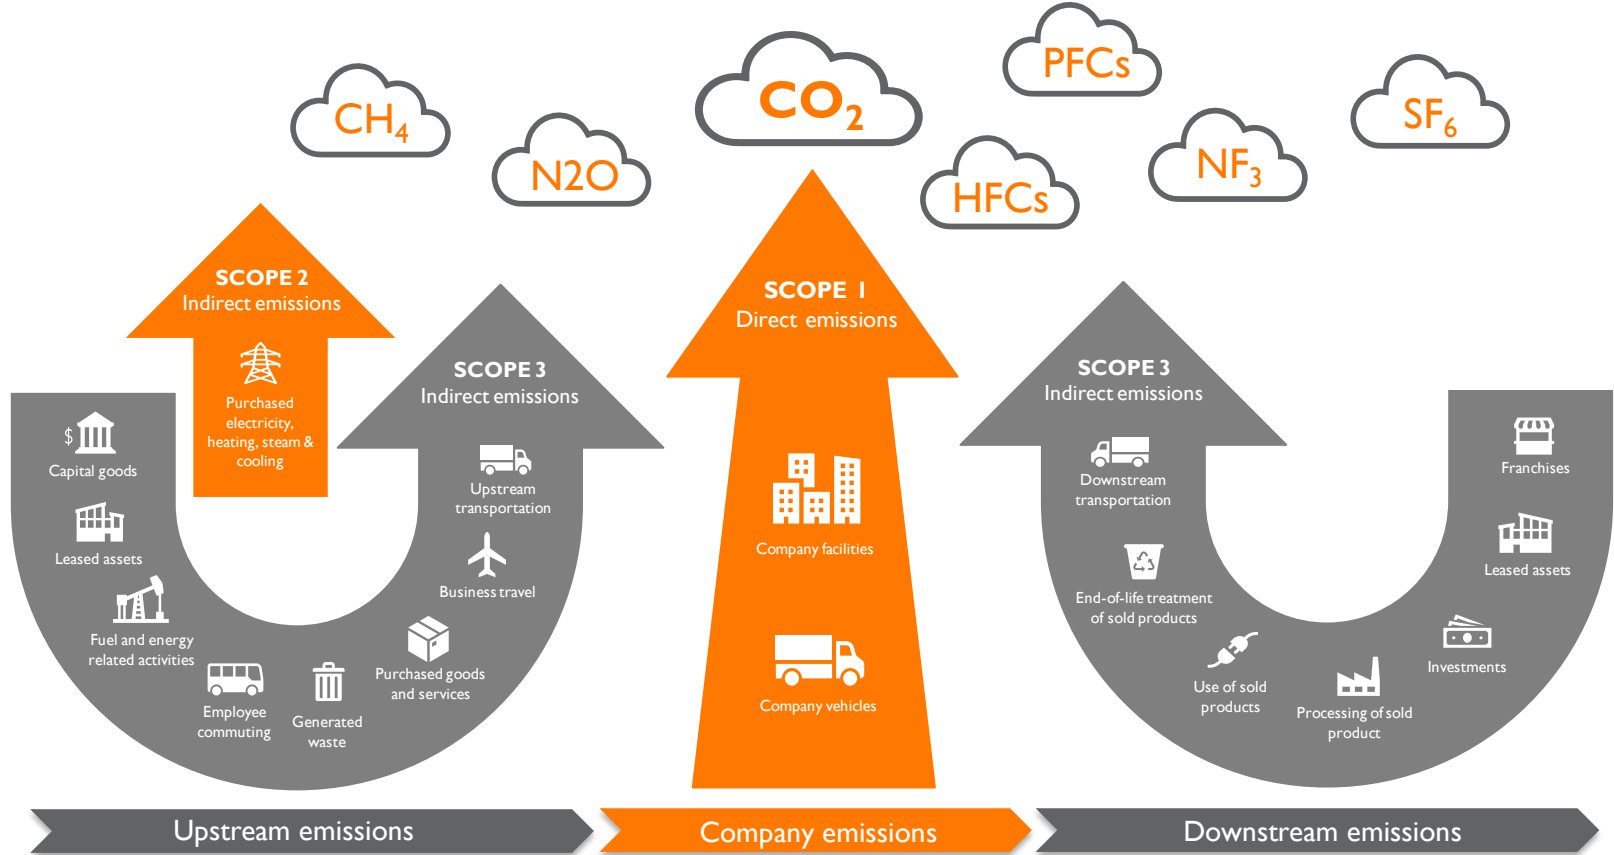 CH4
N2O
CO2
PFCs
HFCs
NF3
SF6
SCOPE 2
Indirect emissions
Purchased
electricity,
heating, steam &
cooling
SCOPE 3
Indirect emissions
$
Capital goods
Leased assets
Fuel and energy
related activities
Employee
commuting
Generated
waste
Purchased goods
and services
Business travel
Upstream
transportation
SCOPE 1
Direct emissions
Company facilities
Company vehicles
SCOPE 3
Indirect emissions
Downstream
transportation
End-of-life treatment
of sold products
Use of sold
products
Processing of sold
product
Investments
Leased assets
Franchises
Upstream emissions
Company emissions
Downstream emissions